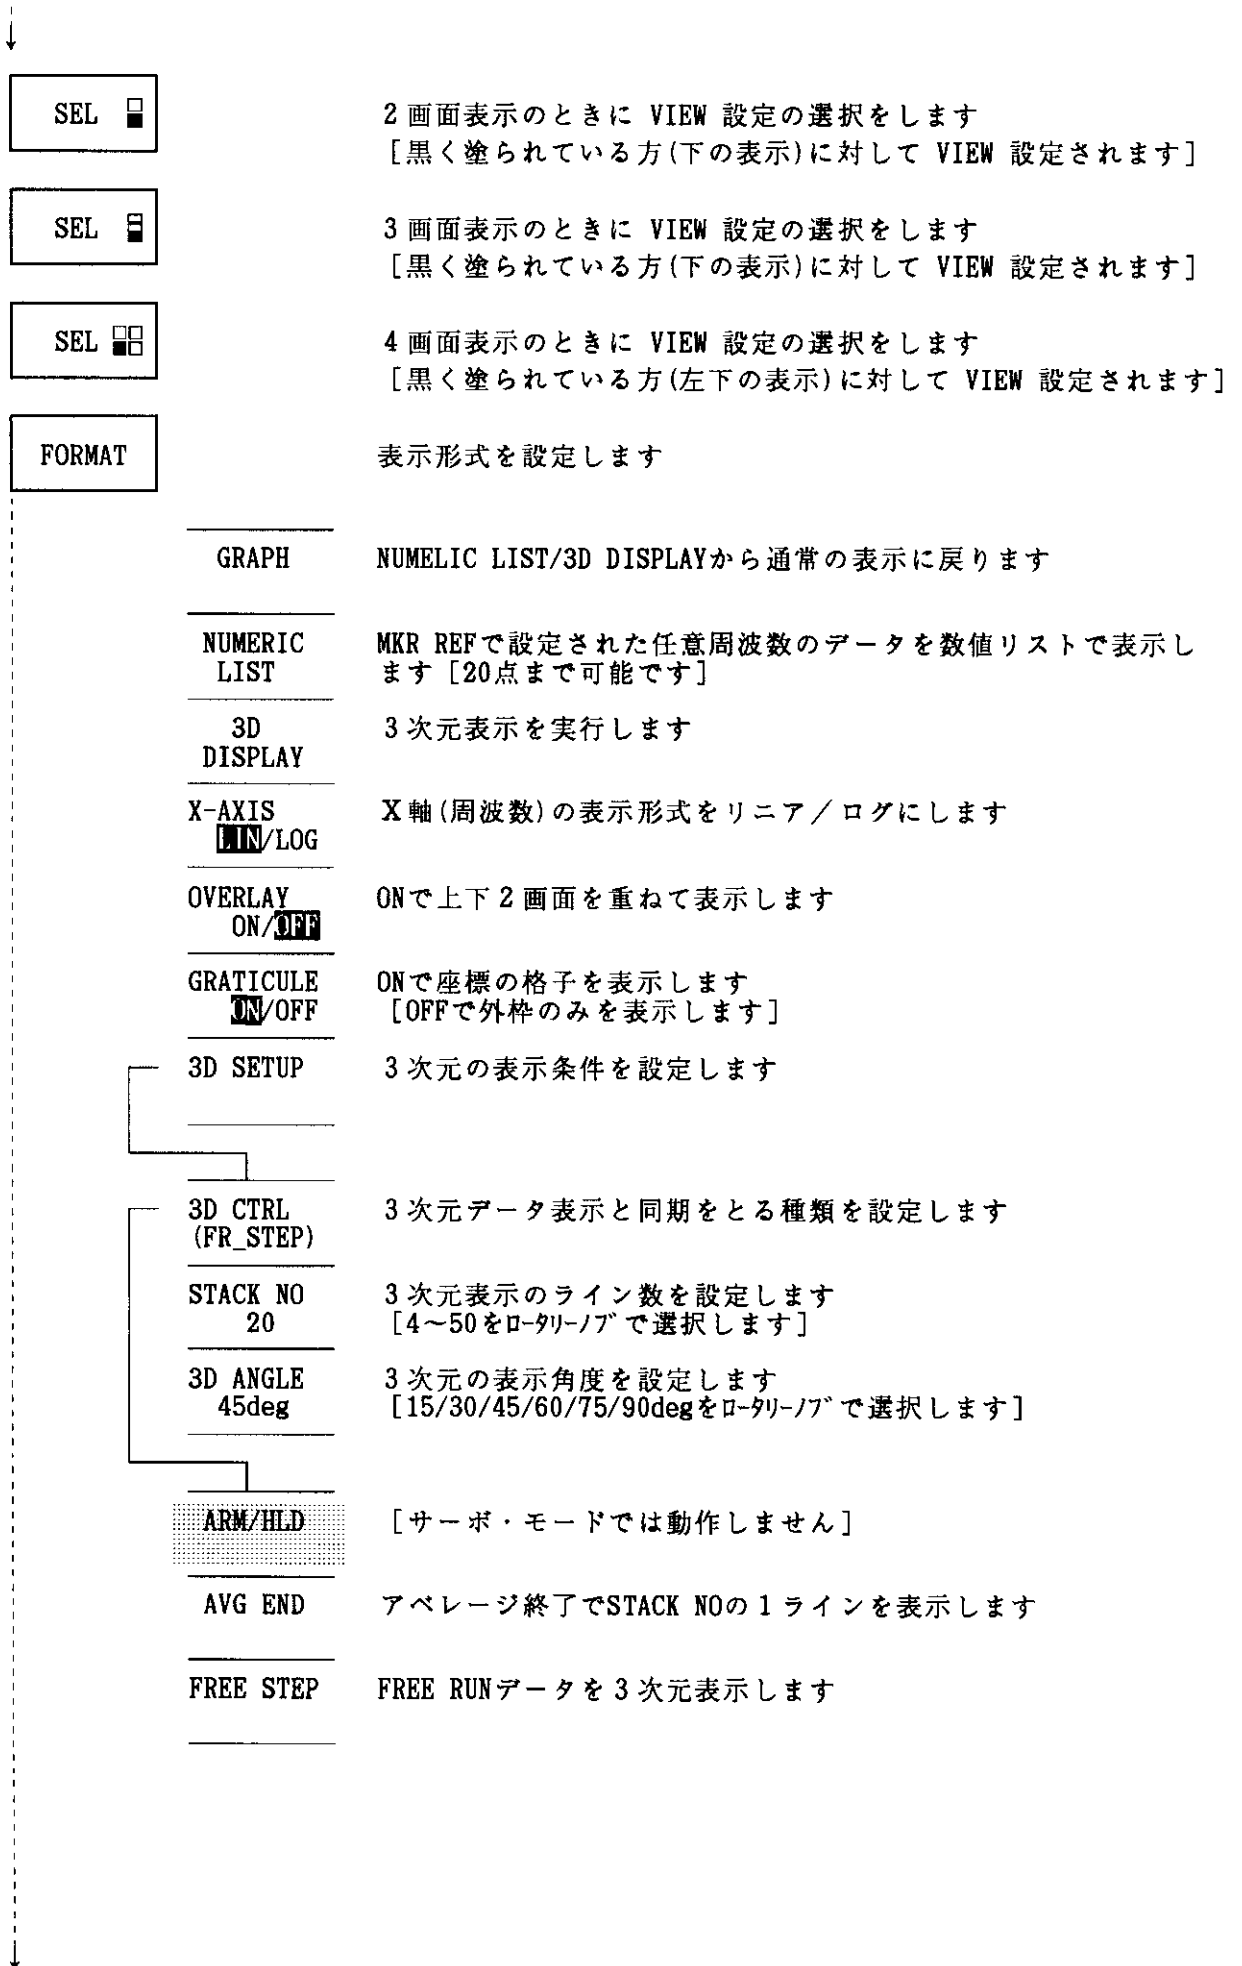 SEL
2画面表示のときに VIEW 設定の選択をします
[黒く塗られている方(下の表示)に対して VIEW 設定されます]
SEL
3画面表示のときに VIEW 設定の選択をします
[黒く塗られている方(下の表示)に対して VIEW 設定されます]
SEL
4画面表示のときに VIEW 設定の選択をします
[黒く塗られている方(左下の表示)に対して VIEW 設定されます]
FORMAT
表示形式を設定します
GRAPH
NUMELIC LIST/3D DISPLAYから通常の表示に戻ります
NUMERIC
LIST
MKR REFで設定された任意周波数のデータを数値リストで表示し
ます[20点まで可能です]
3D
DISPLAY
3次元表示を実行します
X-AXIS
LIN/LOG
X軸(周波数)の表示形式をリニア/ログにします
OVERLAY
ON/OFF
ONで上下2画面を重ねて表示します
GRATICULE
ON/OFF
ONで座標の格子を表示します
[OFFで外枠のみを表示します]
3D SETUP
3次元の表示条件を設定します
3D CTRL
(FR_STEP)
3次元データ表示と同期をとる種類を設定します
STACK NO
20
3次元表示のライン数を設定します
[4~50をﾛｰﾀﾘｰﾉﾌﾞで選択します]
3D ANGLE
45deg
3次元の表示角度を設定します
[15/30/45/60/75/90degをﾛｰﾀﾘｰﾉﾌﾞで選択します]
ARM/HLD
[サーボ・モードでは動作しません]
AVG END
アベレージ終了でSTACK NOの1ラインを表示します
FREE STEP
FREE RUNデータを3次元表示します